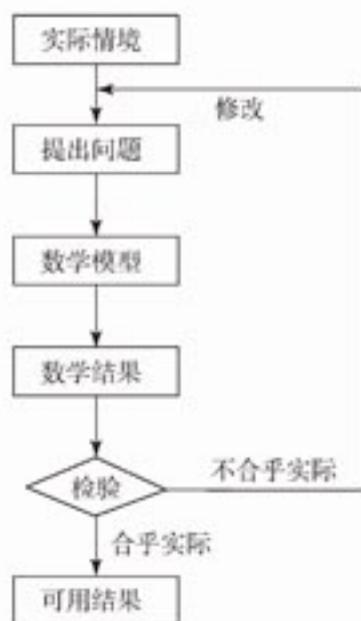 实际情境
修改
提出问题
数学模型
数学结果
不合乎实际
检验
合乎实际
可用结果